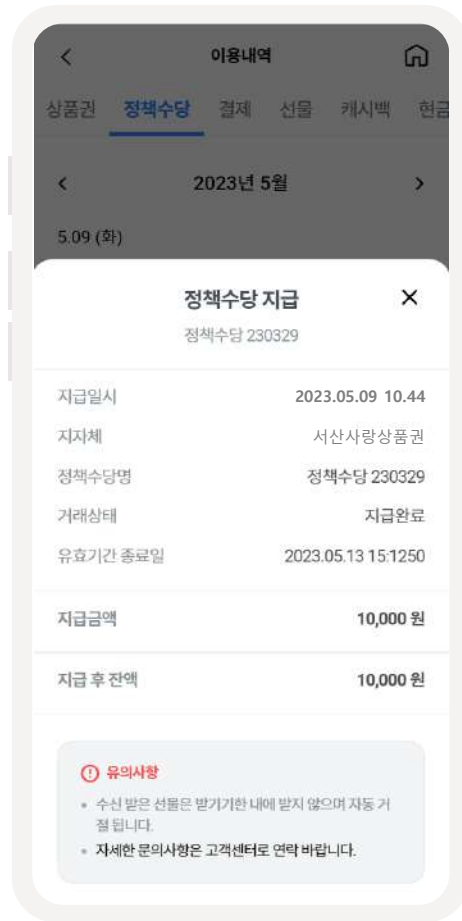 이용내역
상품권 정책수당 결제 선물 캐시백 현금
2023년 5월
5.09 (화)
정책수당 지급
정책수당 230329
지급일시 2023.05.09 10.44
지자체 서산사랑상품권
정책수당명 정책수당 230329
거래상태 지급완료
유효기간 종료일 2023.05.13 15:1250
지급금액 10,000 원
지급 후 잔액 10,000 원
유의사항
수신 받은 선물은 받기기한 내에 받지 않으며 자동 거
절 됩니다.
자세한 문의사항은 고객센터로 연락 바랍니다.